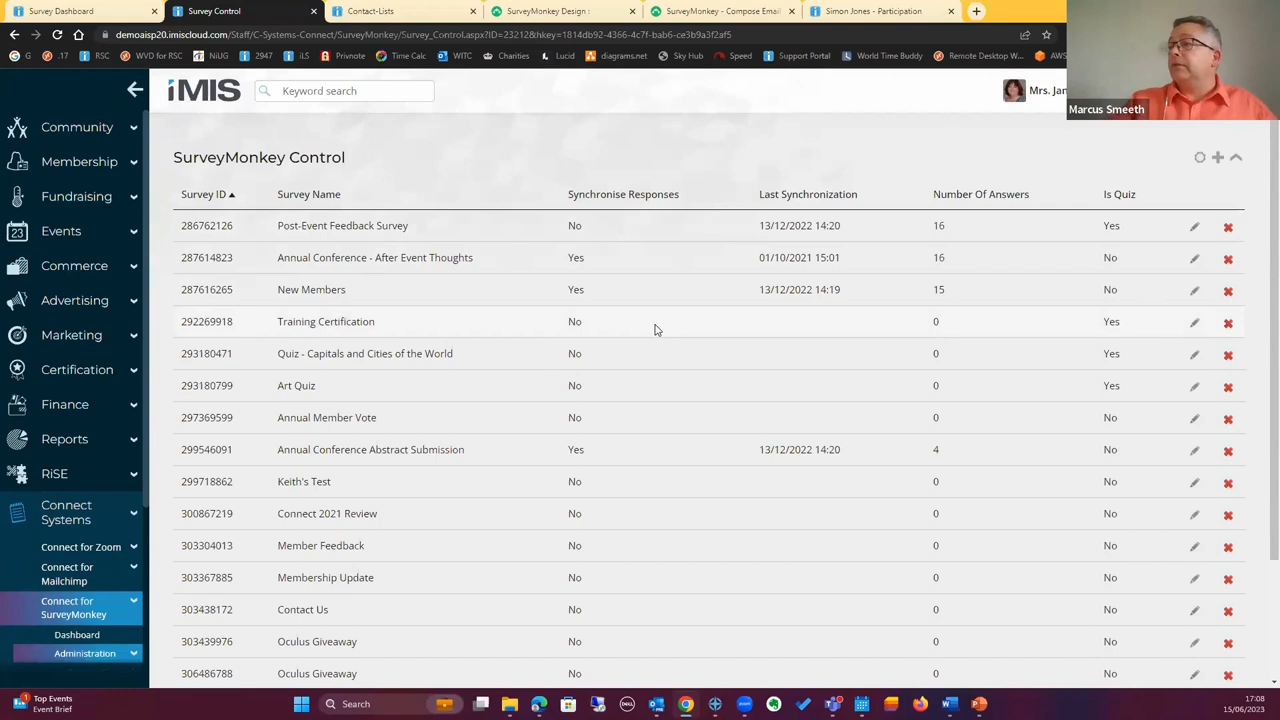 Survey Dashboard
Survey Control
Contact-Lists
SurveyMonkey Design :
SurveyMonkey - Compose Email
Simon Jones - Participation
demoaisp20.imiscloud.com/Staff/C-Systems-Connect/SurveyMonkey/Survey_Control.aspx?ID=23212&hkey=1814db92-4366-4c7f-bab6-ce3b9a3f2af5
G .17 RSC WVD for RSC NiUG 2 iLS Privnote Time Calc WITC Charities Lucid diagrams.net Sky Hub Speed Support Portal World Time Buddy Remote Desktop W... AWS
iMIS
Keyword search
Mrs. Jan
Marcus Smeeth
Community
Membership
Fundraising
Events
Commerce
Advertising
Marketing
Certification
Finance
Reports
RiSE
Connect
Systems
Connect for Zoom
Connect for
Mailchimp
Connect for
SurveyMonkey
Dashboard
Administration
SurveyMonkey Control
Survey ID Survey Name Synchronise Responses Last Synchronization Number Of Answers Is Quiz
286762126 Post-Event Feedback Survey No 13/12/2022 14:20 16 Yes
287614823 Annual Conference - After Event Thoughts Yes 01/10/2021 15:01 16 No
287616265 New Members Yes 13/12/2022 14:19 15 No
292269918 Training Certification No 0 Yes
293180471 Quiz - Capitals and Cities of the World No 0 Yes
293180799 Art Quiz No 0 Yes
297369599 Annual Member Vote No 0 No
299546091 Annual Conference Abstract Submission Yes 13/12/2022 14:20 4 No
299718862 Keith's Test No 0 No
300867219 Connect 2021 Review No 0 No
303304013 Member Feedback No 0 No
303367885 Membership Update No 0 No
303438172 Contact Us No 0 No
303439976 Oculus Giveaway No 0 No
306486788 Oculus Giveaway No 0 No
Top Events
Event Brief
Search
17:08
15/06/2023